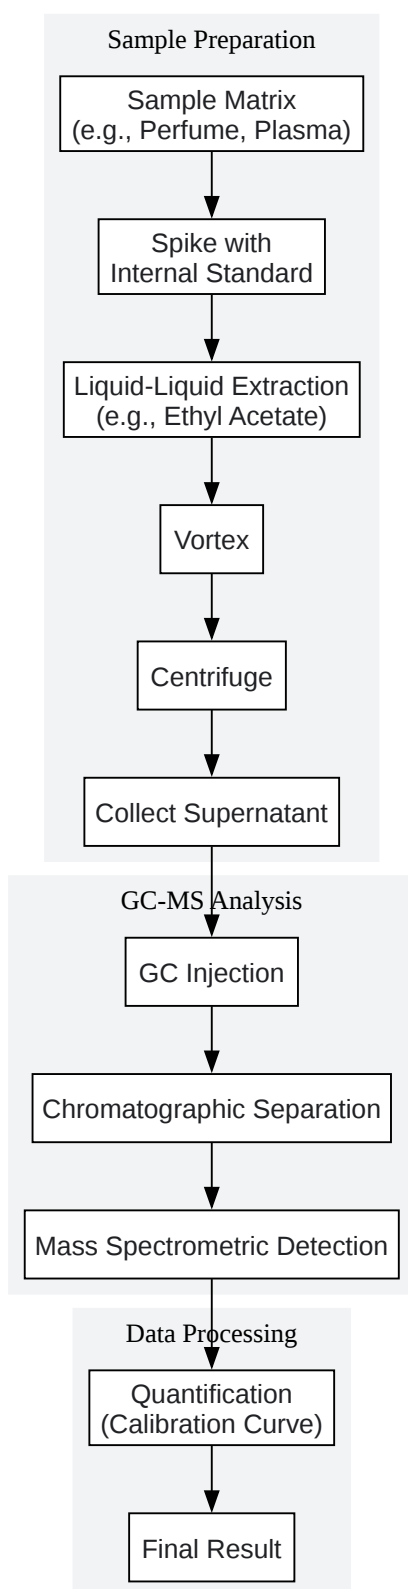 Sample Preparation
Sample Matrix
(e.g., Perfume, Plasma)
Spike with
Internal Standard
Liquid-Liquid Extraction
(e.g., Ethyl Acetate)
Vortex
Centrifuge
Collect Supernatant
GC-MS Analysis
GC Injection
Chromatographic Separation
Mass Spectrometric Detection
Data Processing
Quantification
(Calibration Curve)
Final Result